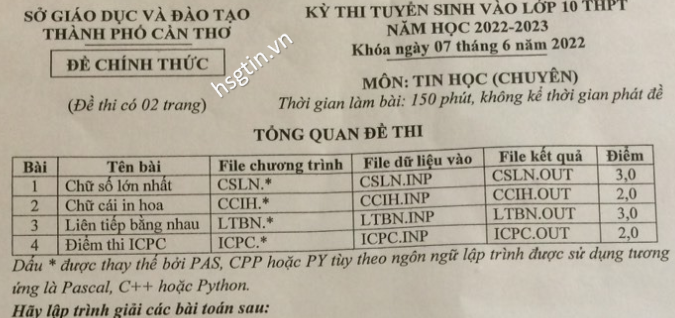 SỞ GIÁO DỤC VÀ ĐÀO TẠO
THÀNH PHỐ CẦN THƠ
ĐỀ CHÍNH THỨC
(Đề thi có 02 trang)
KỲ THI TUYỂN SINH VÀO LỚP 10 THPT
NĂM HỌC 2022-2023
Khóa ngày 07 tháng 6 năm 2022
MÔN: TIN HỌC (CHUYÊN)
Thời gian làm bài: 150 phút, không kể thời gian phát đề
hsgtin.vn
TỔNG QUAN ĐỀ THI
Bài Tên bài File chương trình File dữ liệu vào File kết quả Điểm
1 Chữ số lớn nhất CSLN.* CSLN.INP CSLN.OUT 3,0
2 Chữ cái in hoa CCIH.* CCIH.INP CCIH.OUT 2,0
3 Liên tiếp bằng nhau LTBN.* LTBN.INP LTBN.OUT 3,0
4 Điểm thi ICPC ICPC.* ICPC.INP ICPC.OUT 2,0
Dấu * được thay thế bởi PAS, CPP hoặc PY tùy theo ngôn ngữ lập trình được sử dụng tương
ứng là Pascal, C++ hoặc Python.
Hãy lập trình giải các bài toán sau: